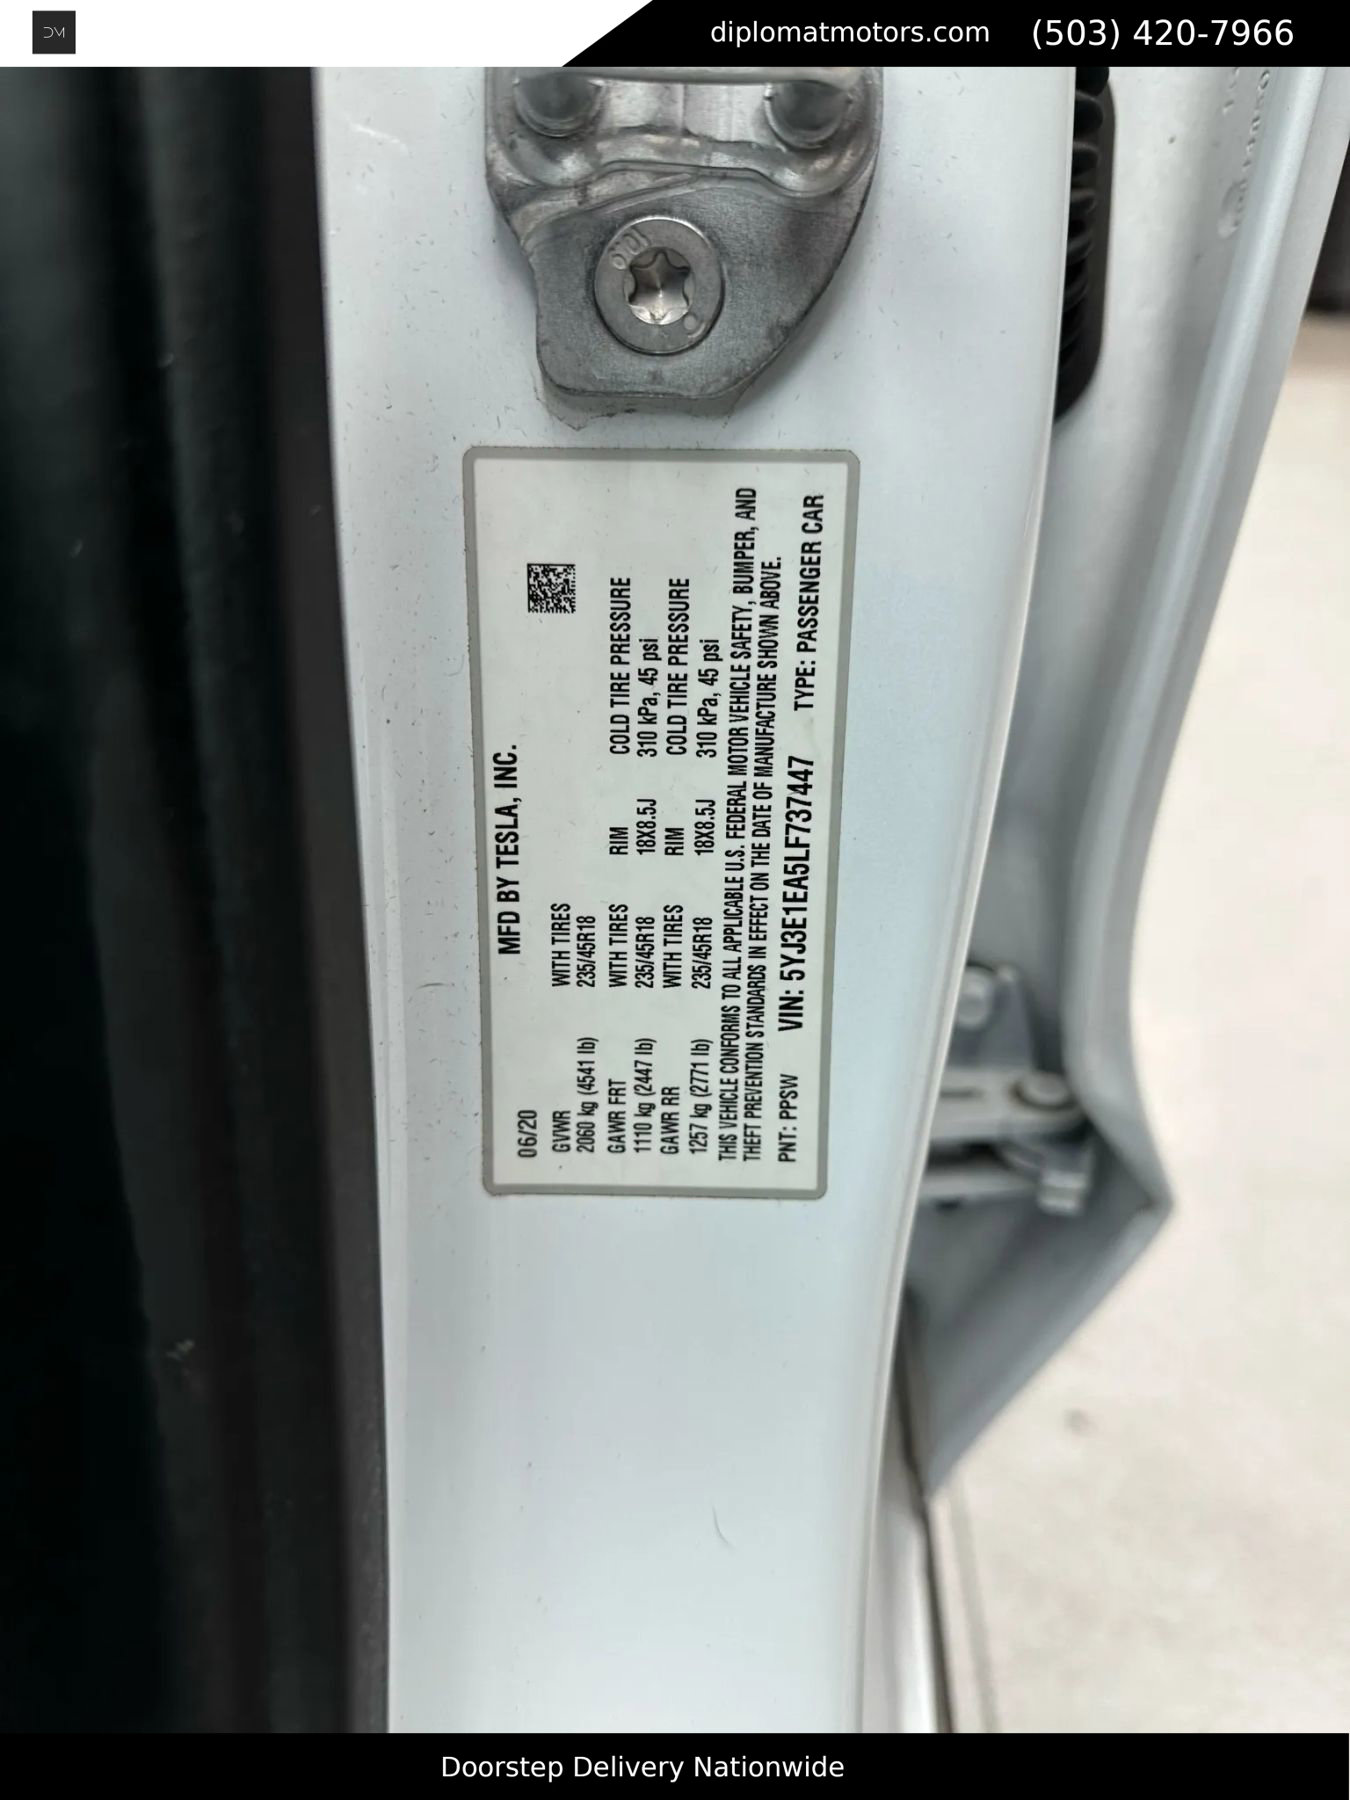 DM
diplomatmotors.com (503) 420-7966
MFD BY TESLA, INC.
06/20
GVWR WITH TIRES
2060 kg (4541 lb) 235/45R18
GAWR FRT WITH TIRES RIM COLD TIRE PRESSURE
1110 kg (2447 lb) 235/45R18 18X8.5J 310 kPa, 45 psi
GAWR RR WITH TIRES RIM COLD TIRE PRESSURE
1257 kg (2771 lb) 235/45R18 18X8.5J 310 kPa, 45 psi
THIS VEHICLE CONFORMS TO ALL APPLICABLE U.S. FEDERAL MOTOR VEHICLE SAFETY, BUMPER, AND
THEFT PREVENTION STANDARDS IN EFFECT ON THE DATE OF MANUFACTURE SHOWN ABOVE.
PNT: PPSW VIN: 5YJ3E1EA5LF737447 TYPE: PASSENGER CAR
Doorstep Delivery Nationwide